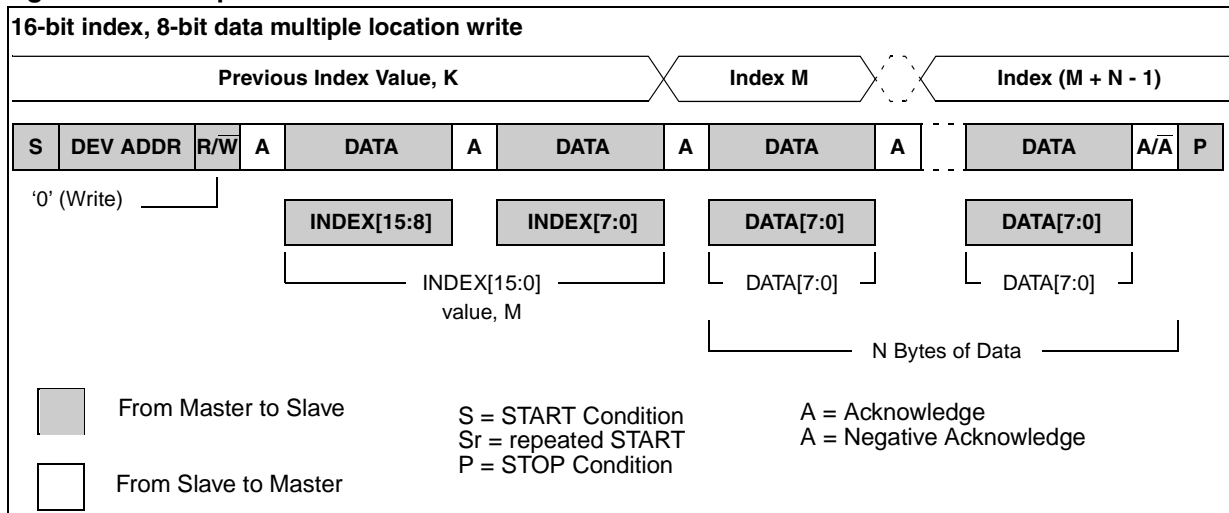 16-bit index, 8-bit data multiple location write
Previous Index Value, K Index M Index (M + N - 1)
S DEV ADDR R/W̅ A DATA A DATA A DATA A DATA A/A̅ P
‘0’ (Write)
INDEX[15:8] INDEX[7:0] DATA[7:0] DATA[7:0]
INDEX[15:0] DATA[7:0] DATA[7:0]
value, M
N Bytes of Data
From Master to Slave
S = START Condition
Sr = repeated START
P = STOP Condition
A = Acknowledge
A = Negative Acknowledge
From Slave to Master